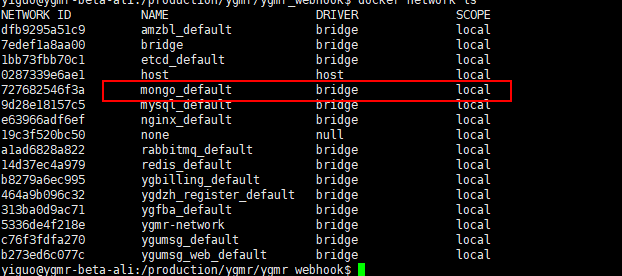 yiguo@ygmr-beta-ali:/production/ygmr/ygmr_webhook$ docker network ls
NETWORK ID NAME DRIVER SCOPE
dfb9295a51c9 amzbl_default bridge local
7edef1a8aa00 bridge bridge local
1bb73fbb70c1 etcd_default bridge local
0287339e6ae1 host host local
727682546f3a mongo_default bridge local
9d28e18157c5 mysql_default bridge local
e63966adf6ef nginx_default bridge local
19c3f520bc50 none null local
a1ad6828a822 rabbitmq_default bridge local
14d37ec4a979 redis_default bridge local
b8279a6ec995 ygbilling_default bridge local
464a9b096c32 ygdzh_register_default bridge local
313ba0d9ac71 ygfba_default bridge local
5336de4f218e ygmr-network bridge local
c76f3fdfa270 ygumsg_default bridge local
b273ed6c077c ygumsg_web_default bridge local
yiguo@ygmr-beta-ali:/production/ygmr/ygmr_webhook$